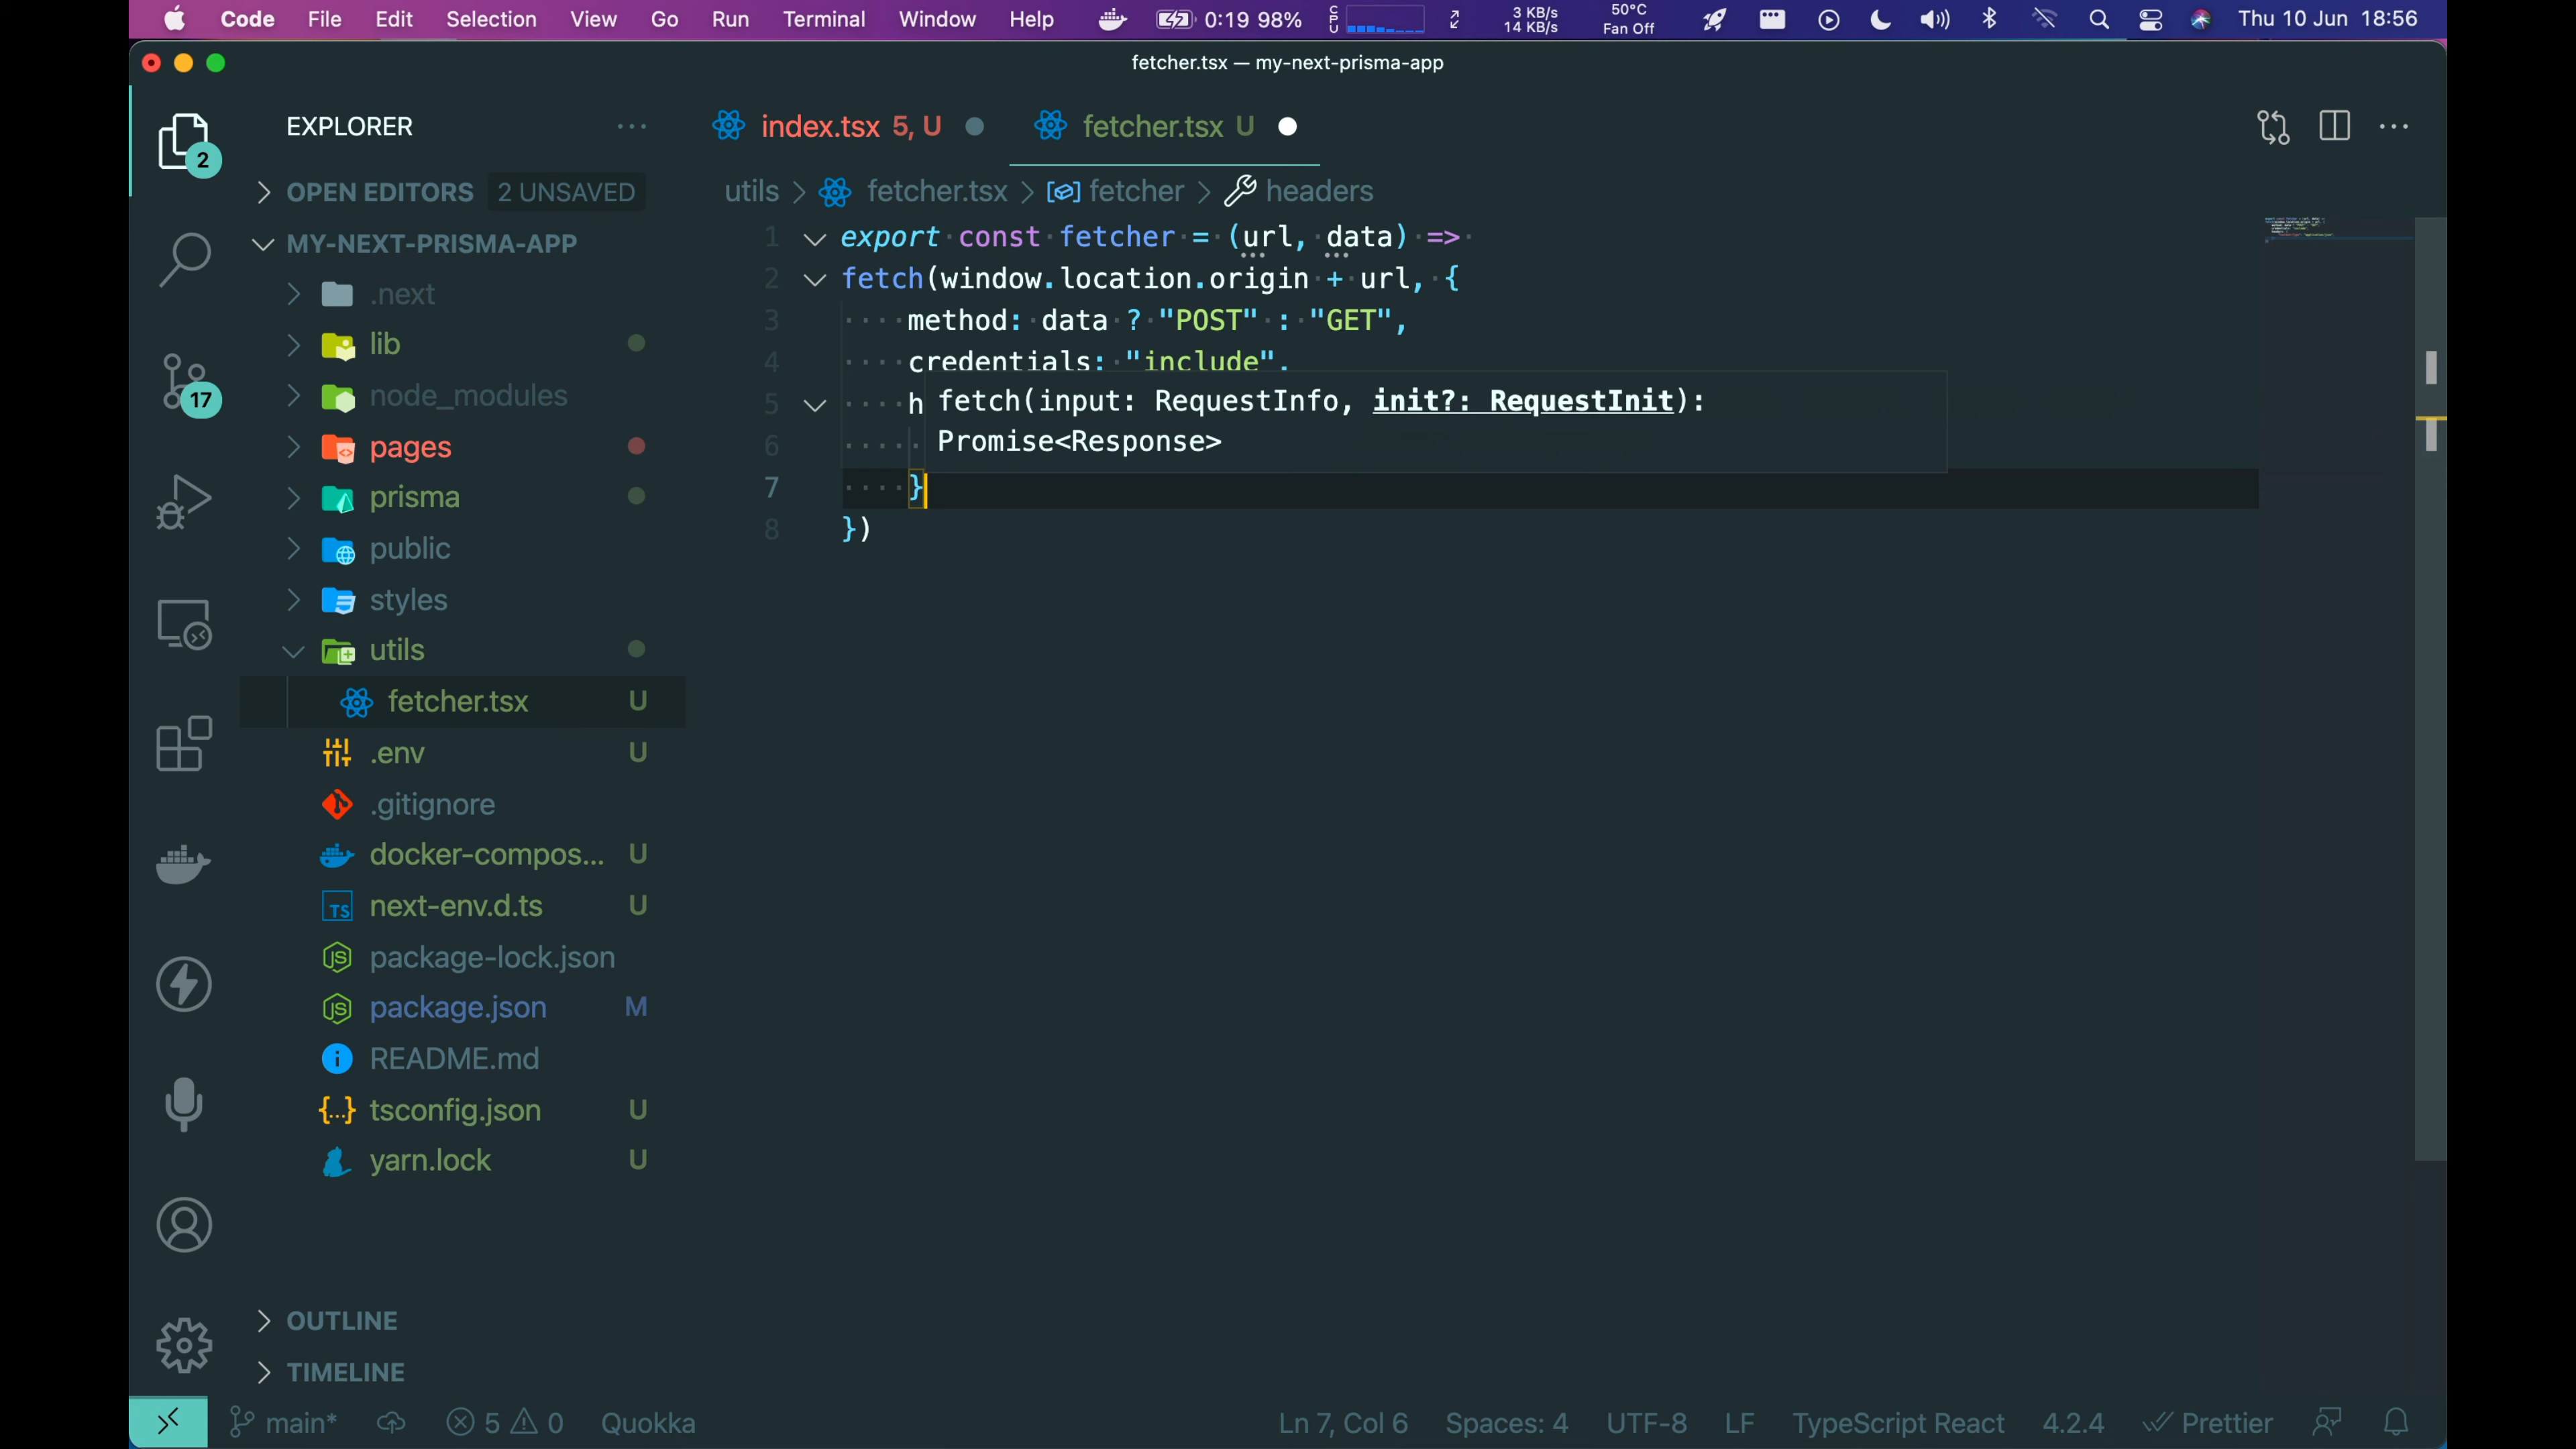 Code File Edit Selection View Go Run Terminal Window Help 0:19 98% CPU 3 KB/s 14 KB/s 50°C Fan Off Thu 10 Jun 18:56
fetcher.tsx — my-next-prisma-app
EXPLORER
index.tsx 5, U
fetcher.tsx U
2
OPEN EDITORS 2 UNSAVED
utils > fetcher.tsx > fetcher > headers
MY-NEXT-PRISMA-APP
.next
lib
node_modules
17
pages
prisma
public
styles
utils
fetcher.tsx U
.env U
.gitignore
docker-compos... U
TS next-env.d.ts U
package-lock.json
package.json M
README.md
{...} tsconfig.json U
yarn.lock U
OUTLINE
TIMELINE
1 export const fetcher = (url, data) =>
2 fetch(window.location.origin + url, {
3 method: data ? "POST" : "GET",
4 credentials: "include",
5 h
fetch(input: RequestInfo, init?: RequestInit):
6
Promise<Response>
7 }
8 })
main* 5 0 Quokka Ln 7, Col 6 Spaces: 4 UTF-8 LF TypeScript React 4.2.4 Prettier